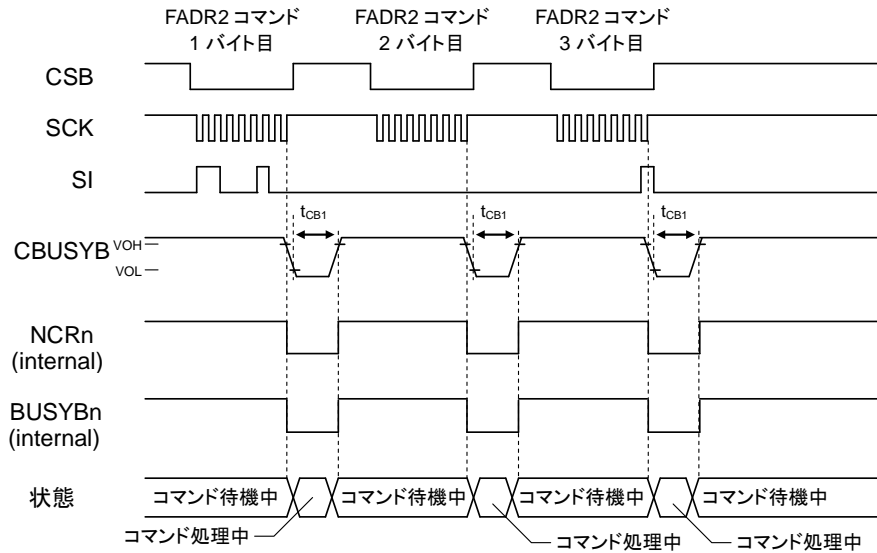 FADR2 コマンド
1 バイト目
FADR2 コマンド
2 バイト目
FADR2 コマンド
3 バイト目
CSB
SCK
SI
tCB1
tCB1
tCB1
CBUSYB
VOH
VOL
NCRn
(internal)
BUSYBn
(internal)
状態
コマンド待機中
コマンド待機中
コマンド待機中
コマンド待機中
コマンド処理中
コマンド処理中
コマンド処理中